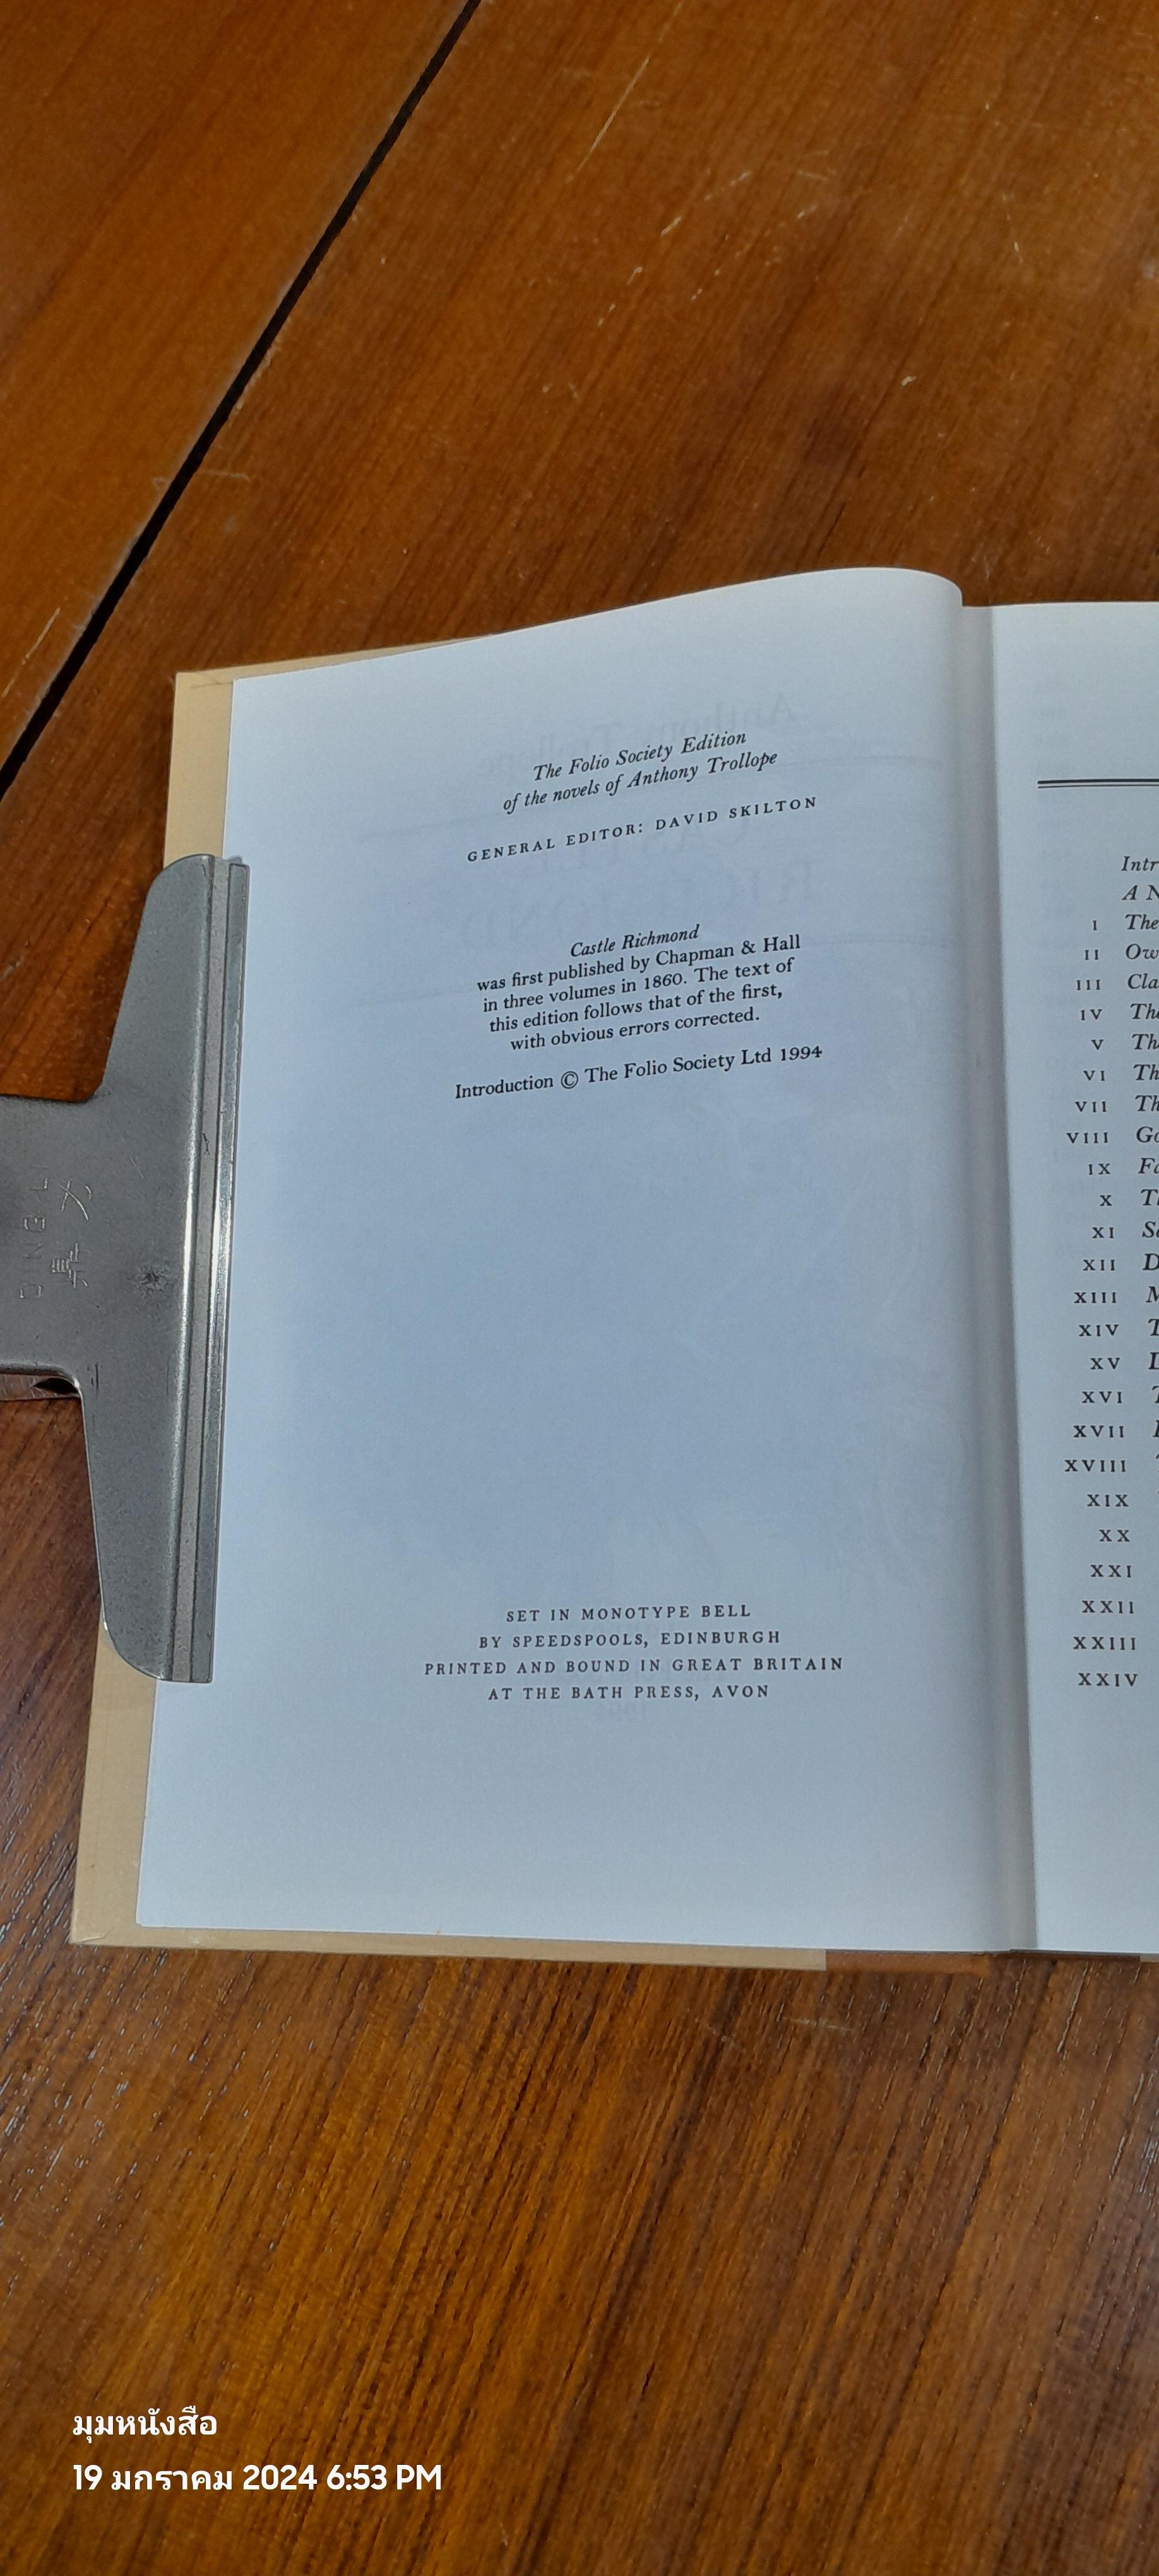 The Folio Society Edition
of the novels of Anthony Trollope
GENERAL EDITOR: DAVID SKILTON
Castle Richmond
was first published by Chapman & Hall
in three volumes in 1860. The text of
this edition follows that of the first,
with obvious errors corrected.
Introduction © The Folio Society Ltd 1994
SET IN MONOTYPE BELL
BY SPEEDSPOOLS, EDINBURGH
PRINTED AND BOUND IN GREAT BRITAIN
AT THE BATH PRESS, AVON
I The
II
III
IV
V
VI
VII
VIII
IX
X
XI
XII
XIII
XIV
XV
XVI
XVII
XVIII
XIX
XX
XXI
XXII
XXIII
XXIV
มุมหนังสือ
19 มกราคม 2024 6:53 PM